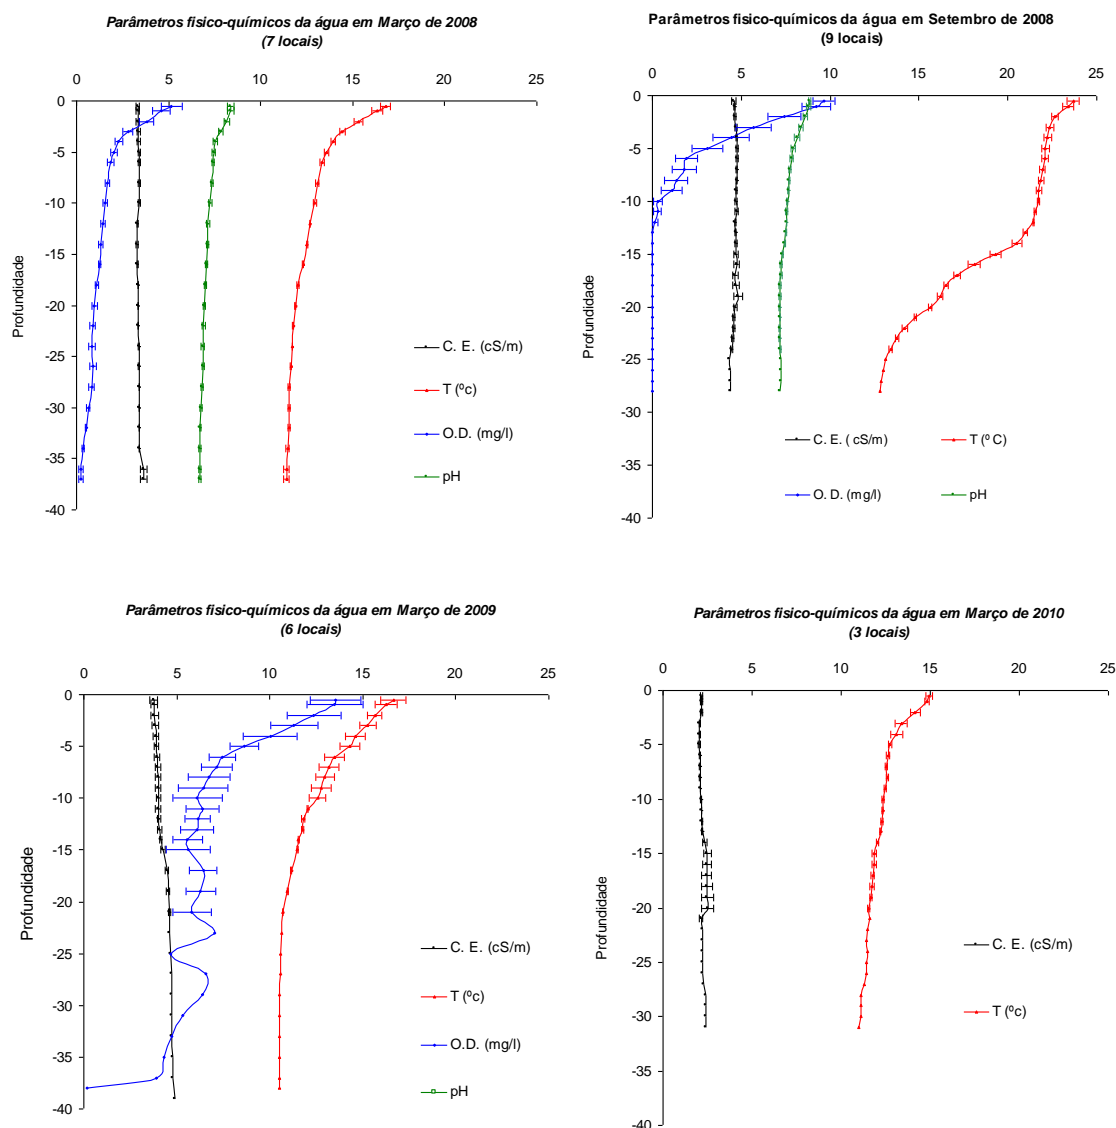 Parâmetros fisico-químicos da água em Março de 2008
(7 locais)
0 5 10 15 20 25
0
-5
-10
-15
-20
-25
-30
-35
-40
Profundidade
C. E. (cS/m)
T (ºc)
O.D. (mg/l)
pH
Parâmetros fisico-químicos da água em Setembro de 2008
(9 locais)
0 5 10 15 20 25
0
-5
-10
-15
-20
-25
-30
-35
-40
Profundidade
C. E. ( cS/m)
T (º C)
O. D. (mg/l)
pH
Parâmetros fisico-químicos da água em Março de 2009
(6 locais)
0 5 10 15 20 25
0
-5
-10
-15
-20
-25
-30
-35
-40
Profundidade
C. E. (cS/m)
T (ºc)
O.D. (mg/l)
pH
Parâmetros fisico-químicos da água em Março de 2010
(3 locais)
0 5 10 15 20 25
0
-5
-10
-15
-20
-25
-30
-35
-40
Profundidade
C. E. (cS/m)
T (ºc)